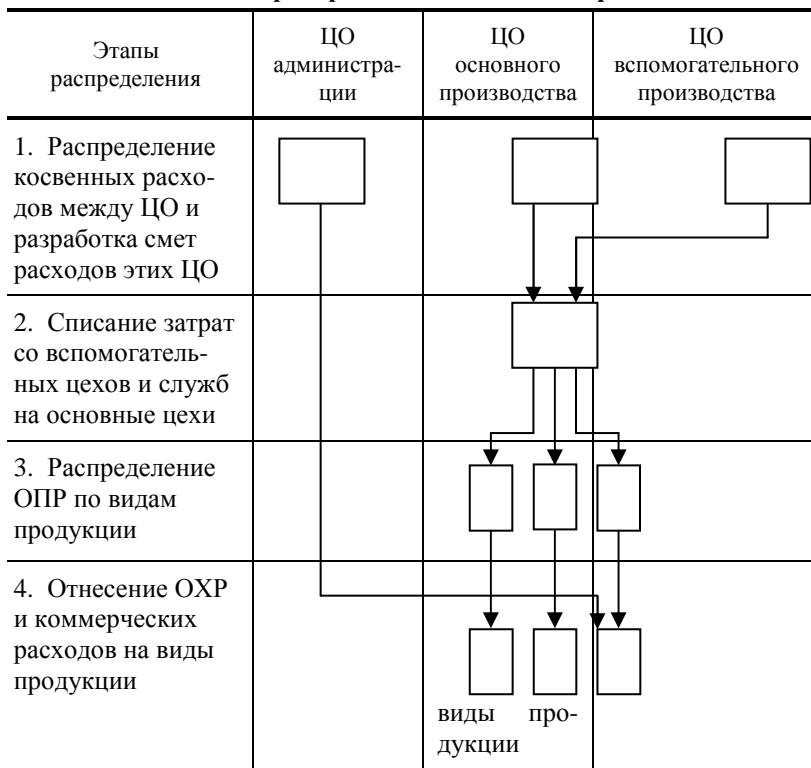 Этапы
распределения
ЦО
администра-
ции
ЦО
основного
производства
ЦО
вспомогательного
производства
1. Распределение
косвенных расхо-
дов между ЦО и
разработка смет
расходов этих ЦО
2. Списание затрат
со вспомогатель-
ных цехов и служб
на основные цехи
3. Распределение
ОПР по видам
продукции
4. Отнесение ОХР
и коммерческих
расходов на виды
продукции
виды про-
дукции